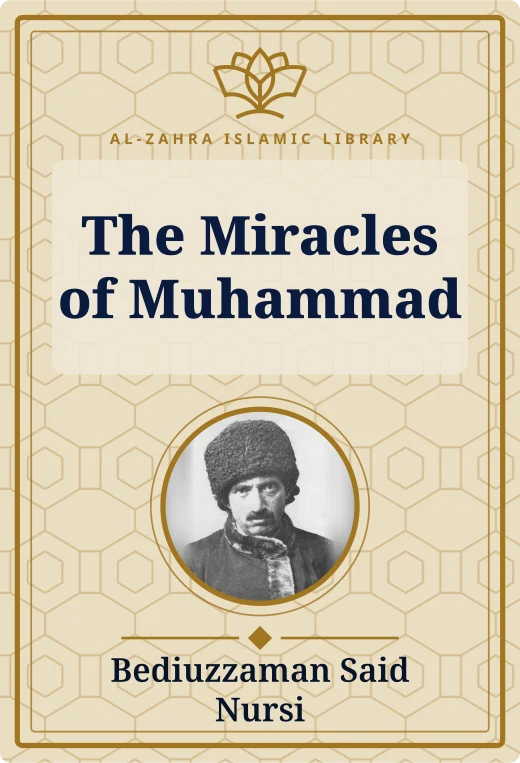 AL-ZAHRA ISLAMIC LIBRARY
The Miracles
of Muhammad
Bediuzzaman Said
Nursi